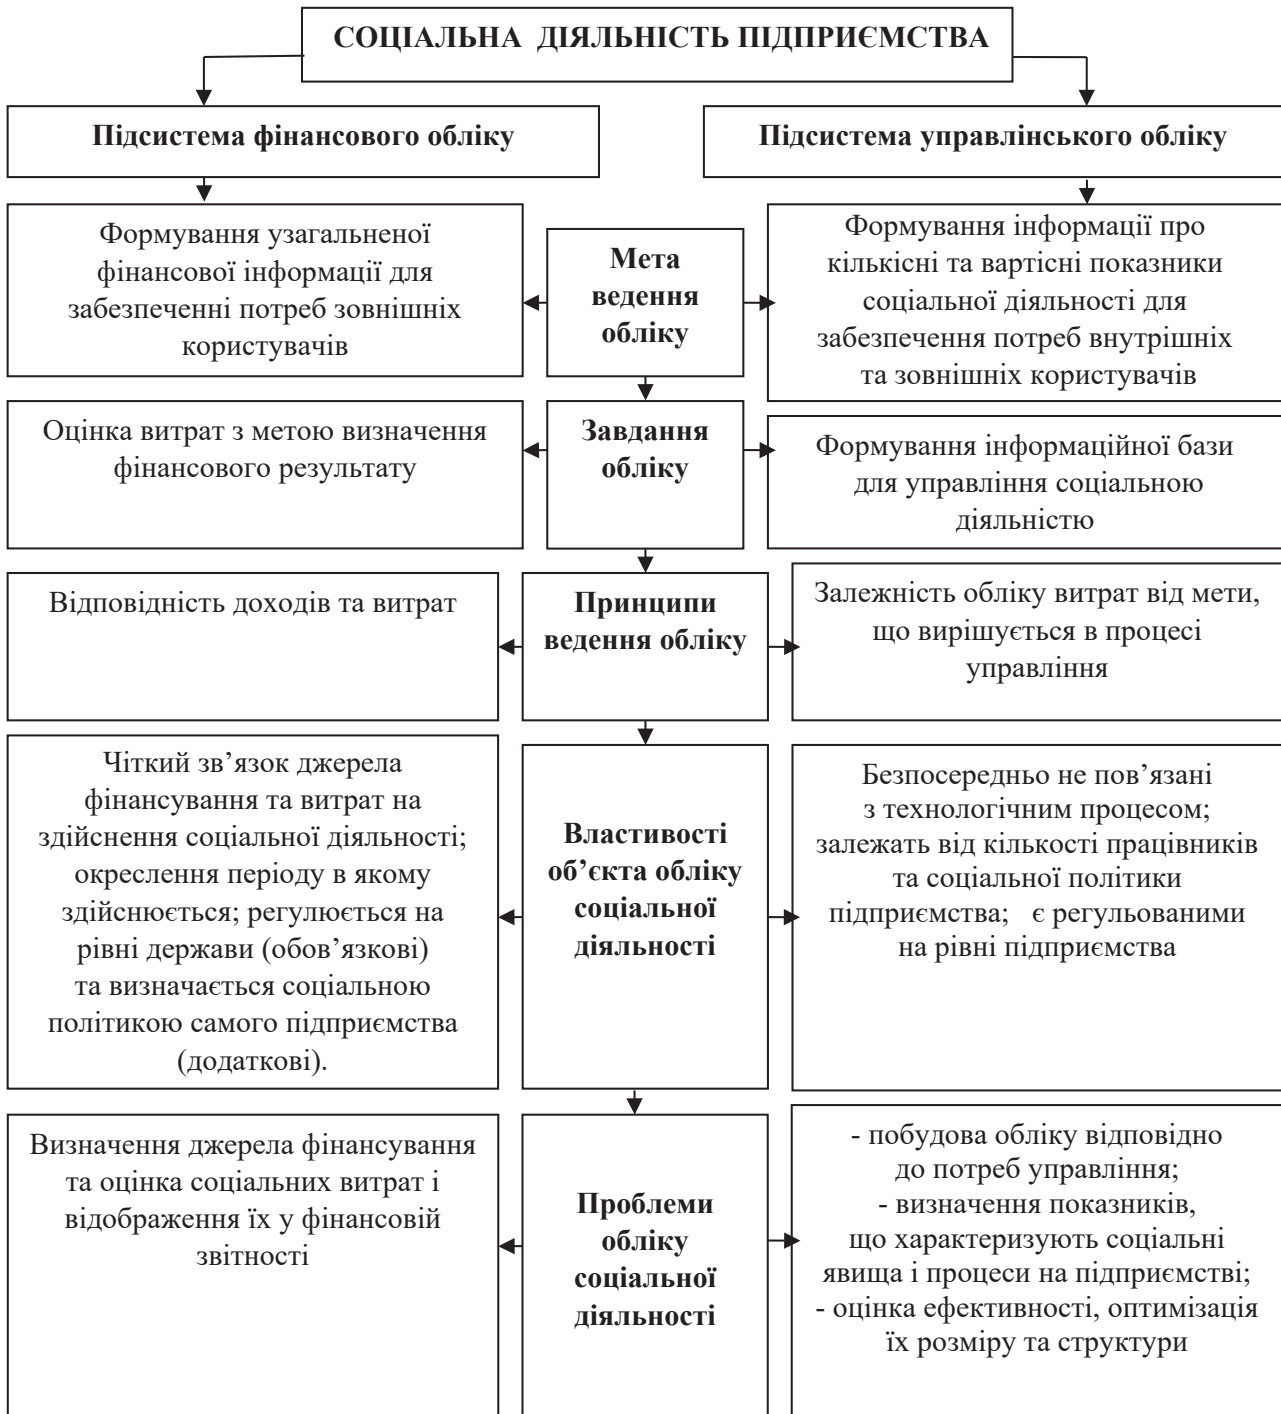 СОЦІАЛЬНА ДІЯЛЬНІСТЬ ПІДПРИЄМСТВА
Підсистема фінансового обліку
Підсистема управлінського обліку
Формування узагальненої
фінансової інформації для
забезпеченні потреб зовнішніх
користувачів
Мета
ведення
обліку
Формування інформації про
кількісні та вартісні показники
соціальної діяльності для
забезпечення потреб внутрішніх
та зовнішніх користувачів
Оцінка витрат з метою визначення
фінансового результату
Завдання
обліку
Формування інформаційної бази
для управління соціальною
діяльністю
Відповідність доходів та витрат
Принципи
ведення обліку
Залежність обліку витрат від мети,
що вирішується в процесі
управління
Чіткий зв’язок джерела
фінансування та витрат на
здійснення соціальної діяльності;
окреслення періоду в якому
здійснюється; регулюється на
рівні держави (обов’язкові)
та визначається соціальною
політикою самого підприємства
(додаткові).
Властивості
об’єкта обліку
соціальної
діяльності
Безпосередньо не пов’язані
з технологічним процесом;
залежать від кількості працівників
та соціальної політики
підприємства; є регульованими
на рівні підприємства
Визначення джерела фінансування
та оцінка соціальних витрат і
відображення їх у фінансовій
звітності
Проблеми
обліку
соціальної
діяльності
- побудова обліку відповідно
до потреб управління;
- визначення показників,
що характеризують соціальні
явища і процеси на підприємстві;
- оцінка ефективності, оптимізація
їх розміру та структури